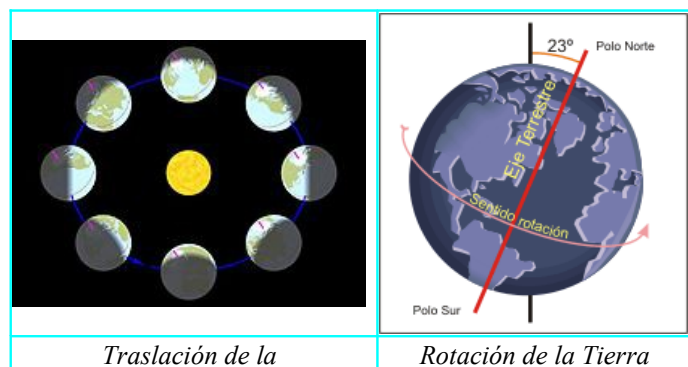 23º
Polo Norte
Eje Terrestre
Sentido rotación
Polo Sur
Traslación de la
Rotación de la Tierra